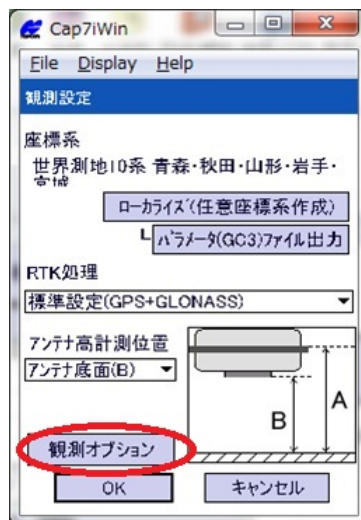 Cap7iWin
File Display Help
観測設定
座標系
世界測地10系 青森・秋田・山形・岩手・
宮城
ローカライズ(任意座標系作成)
パラメータ(GC3)ファイル出力
RTK処理
標準設定(GPS+GLONASS)
アンテナ高計測位置
アンテナ底面(B)
B
A
観測オプション
OK
キャンセル